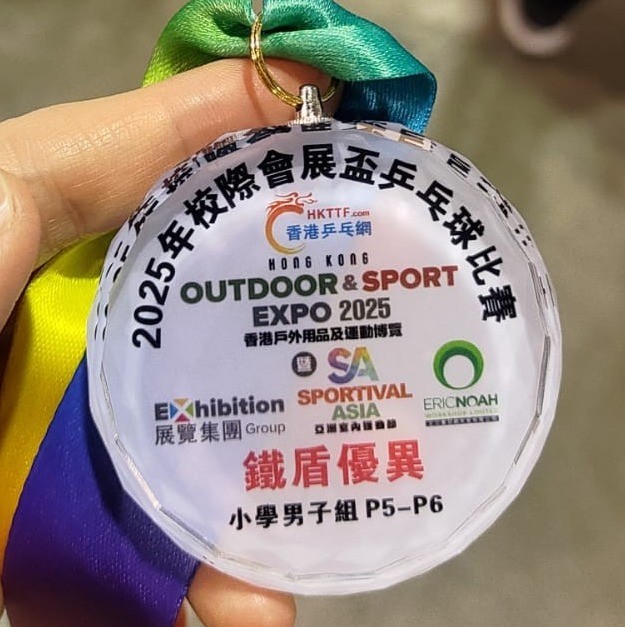 2025年校際會展盃乒乓球比賽
HKTTF.com
香港乒乓網
HONG KONG
OUTDOOR & SPORT
EXPO 2025
香港戶外用品及運動博覽
暨
SA
SPORTIVAL
ASIA
亞洲室內運動節
EXhibition
展覽集團 Group
ERICNOAH
WORKSHOP LIMITED
鐵盾優異
小學男子組 P5-P6